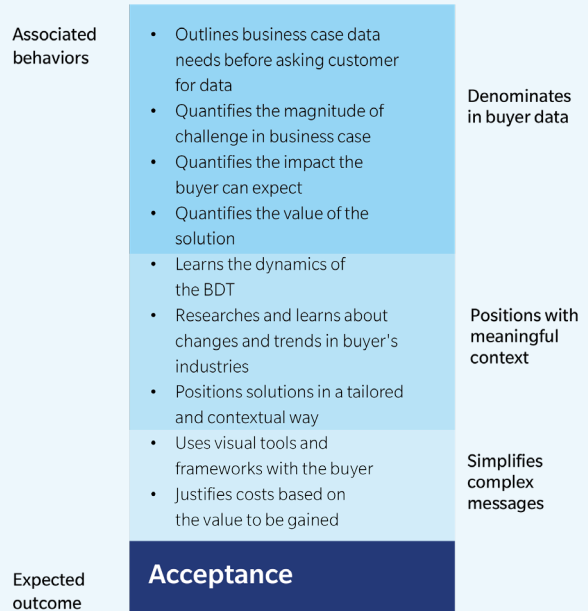 Associated
behaviors
• Outlines business case data
needs before asking customer
for data
• Quantifies the magnitude of
challenge in business case
• Quantifies the impact the
buyer can expect
• Quantifies the value of the
solution
Denominates
in buyer data
• Learns the dynamics of
the BDT
• Researches and learns about
changes and trends in buyer's
industries
• Positions solutions in a tailored
and contextual way
Positions with
meaningful
context
• Uses visual tools and
frameworks with the buyer
• Justifies costs based on
the value to be gained
Simplifies
complex
messages
Expected
outcome
Acceptance